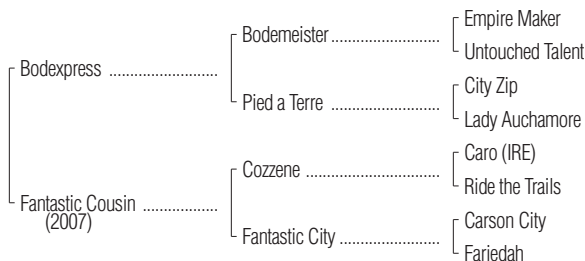 Bodexpress
Fantastic Cousin
(2007)
Bodemeister
Pied a Terre
Cozzene
Fantastic City
Empire Maker
Untouched Talent
City Zip
Lady Auchamore
Caro (IRE)
Ride the Trails
Carson City
Fariedah